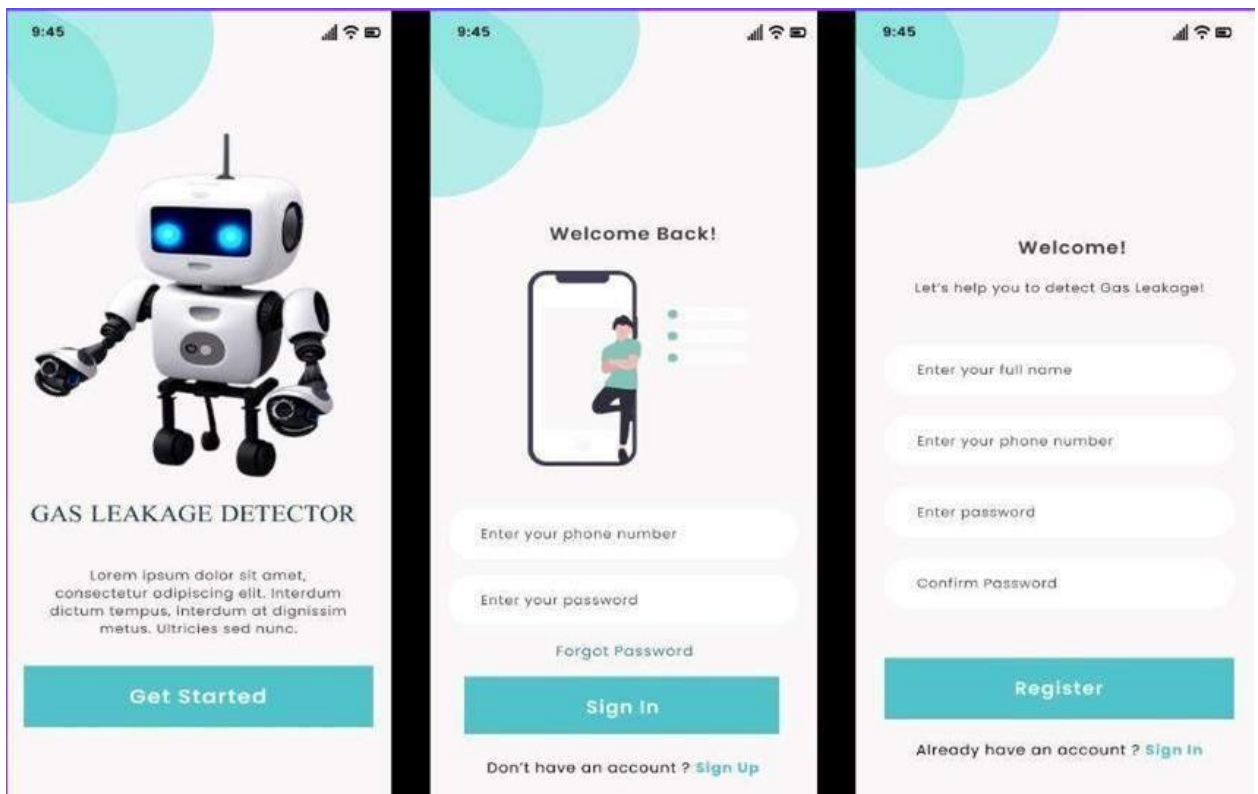 9:45
GAS LEAKAGE DETECTOR
Lorem ipsum dolor sit amet,
consectetur adipiscing elit. Interdum
dictum tempus, interdum at dignissim
metus. Ultricies sed nunc.
Get Started
9:45
Welcome Back!
Enter your phone number
Enter your password
Forgot Password
Sign In
Don't have an account ? Sign Up
9:45
Welcome!
Let's help you to detect Gas Leakage!
Enter your full name
Enter your phone number
Enter password
Confirm Password
Register
Already have an account ? Sign In